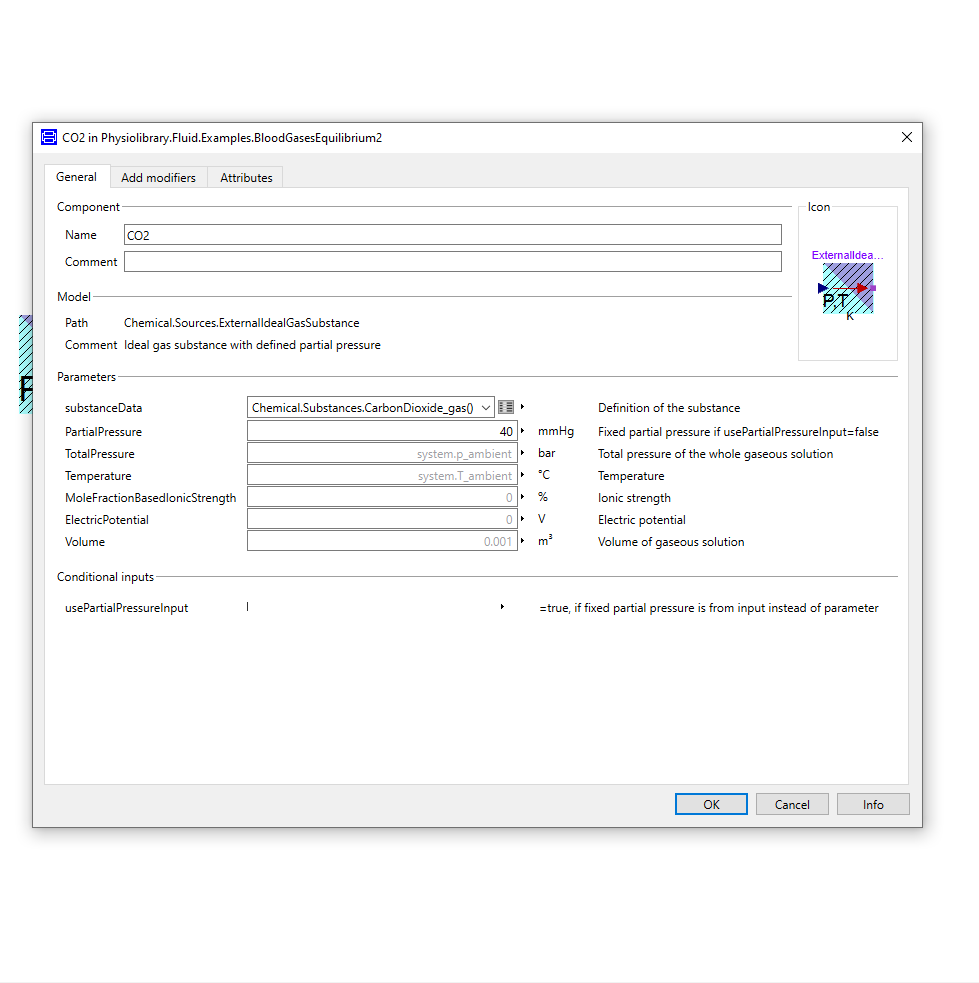 CO2 in Physiolibrary.Fluid.Examples.BloodGasesEquilibrium2
General Add modifiers Attributes
Component
Name CO2
Comment
Icon
ExternalIdea...
P,T
K
Model
Path Chemical.Sources.ExternalIdealGasSubstance
Comment Ideal gas substance with defined partial pressure
Parameters
substanceData Chemical.Substances.CarbonDioxide_gas() Definition of the substance
PartialPressure 40 mmHg Fixed partial pressure if usePartialPressureInput=false
TotalPressure system.p_ambient bar Total pressure of the whole gaseous solution
Temperature system.T_ambient °C Temperature
MoleFractionBasedIonicStrength 0 % Ionic strength
ElectricPotential 0 V Electric potential
Volume 0.001 m³ Volume of gaseous solution
Conditional inputs
usePartialPressureInput =true, if fixed partial pressure is from input instead of parameter
OK Cancel Info